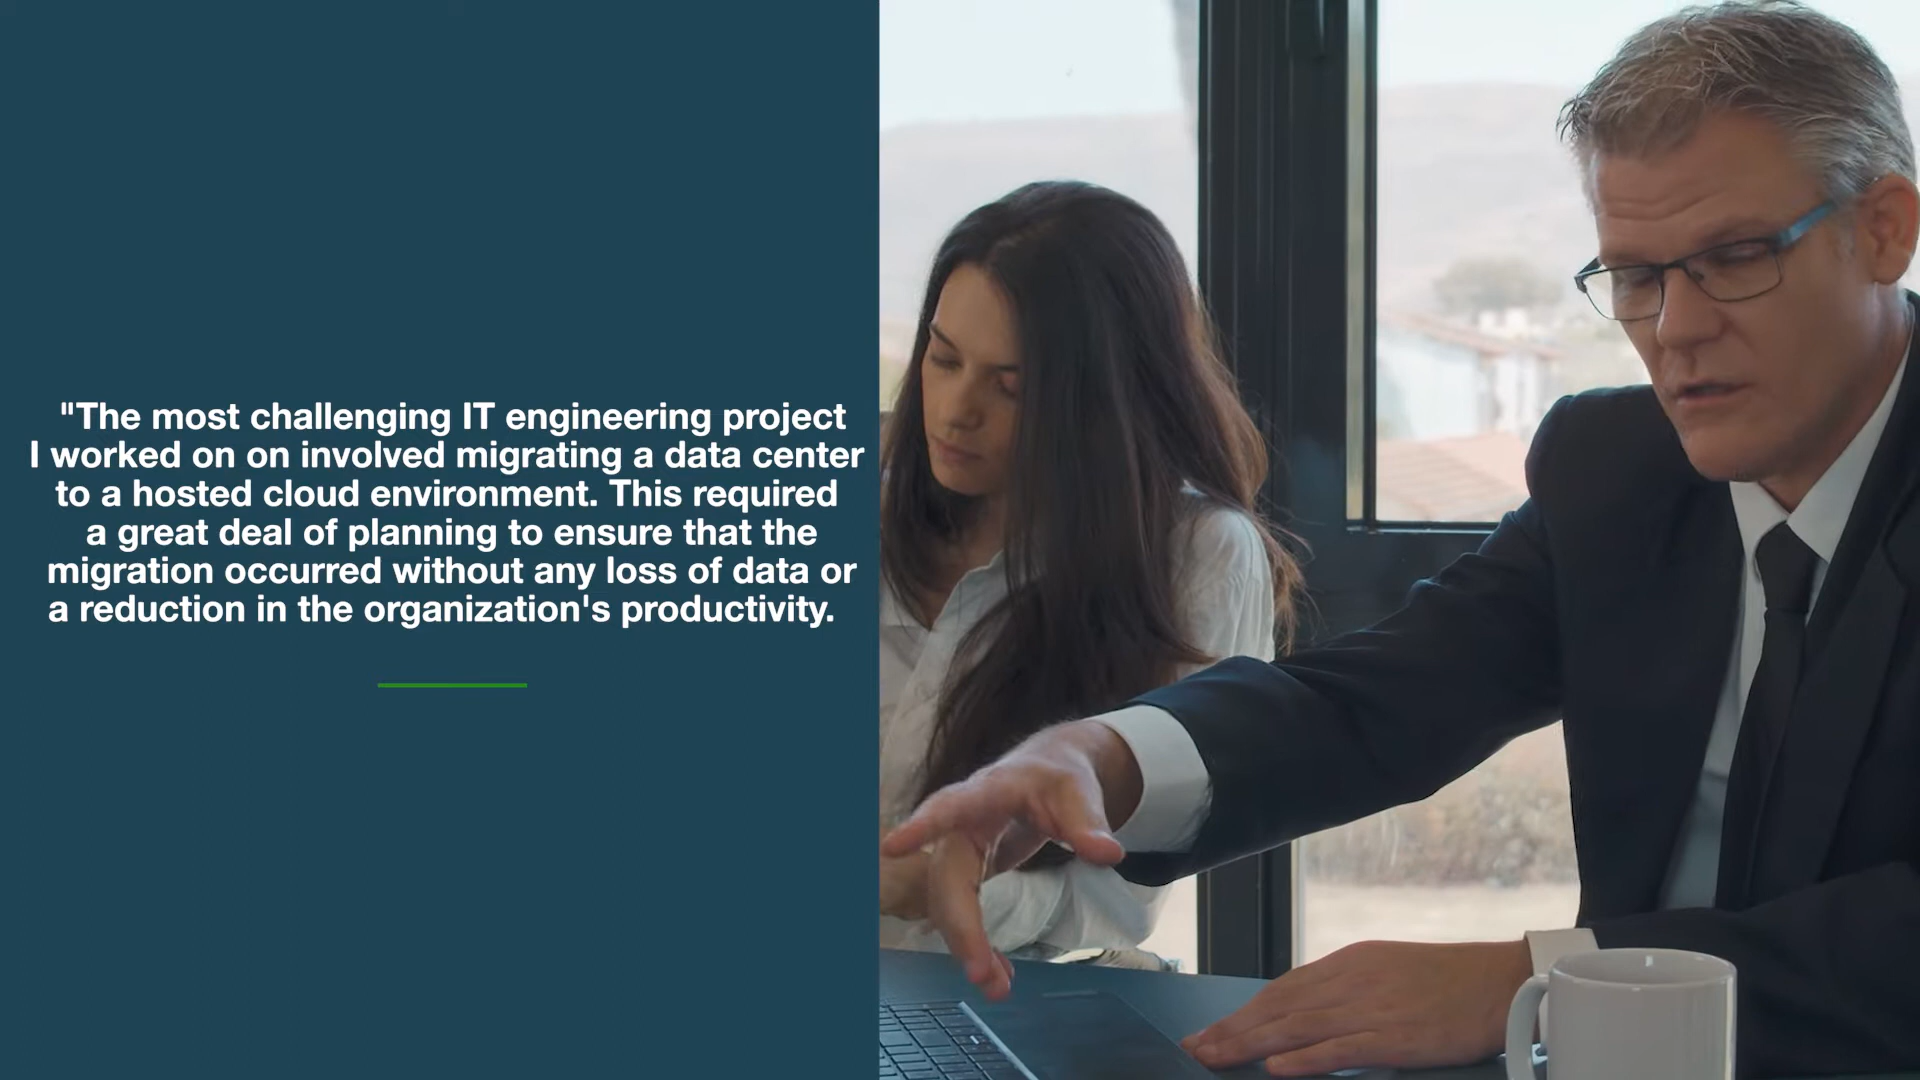 "The most challenging IT engineering project
I worked on on involved migrating a data center
to a hosted cloud environment. This required
a great deal of planning to ensure that the
migration occurred without any loss of data or
a reduction in the organization's productivity.